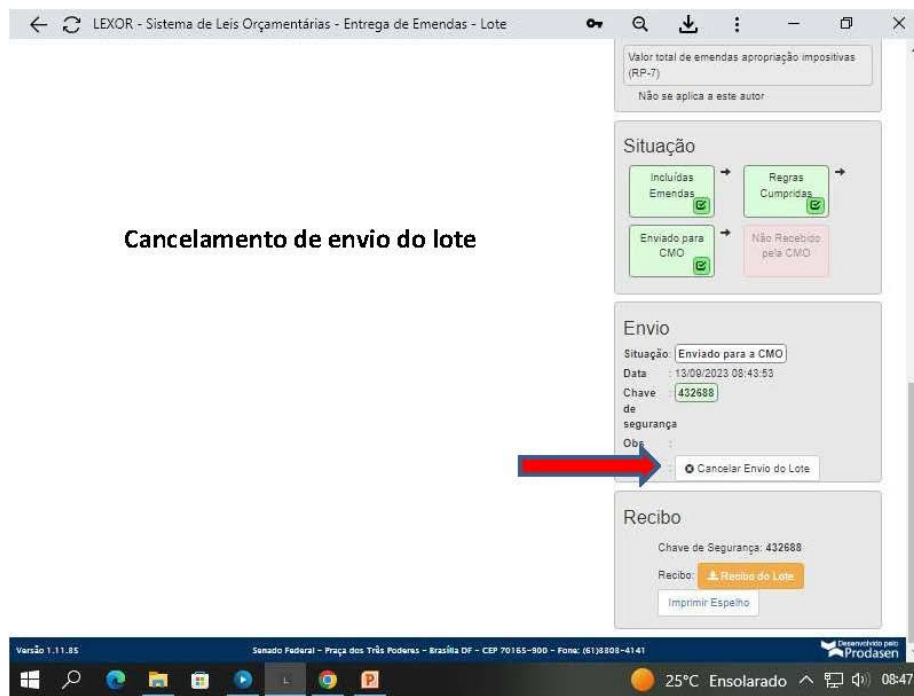 LEXOR - Sistema de Leis Orçamentárias - Entrega de Emendas - Lote
Valor total de emendas apropriação impositivas
(RP-7)
Não se aplica a este autor
Situação
Incluídas
Emendas
Regras
Cumpridas
Cancelamento de envio do lote
Enviado para
CMO
Não Recebido
pela CMO
Envio
Situação: Enviado para a CMO
Data : 13/09/2023 08:43:53
Chave : 432688
de
segurança
Obs :
: Cancelar Envio do Lote
Recibo
Chave de Segurança: 432688
Recibo: Recibo do Lote
Imprimir Espelho
Versão 1.11.85
Senado Federal - Praça dos Três Poderes - Brasília DF - CEP 70165-900 - Fone: (61)8808-4141
Desenvolvido pelo
Prodasen
L
P
25°C Ensolarado
08:47